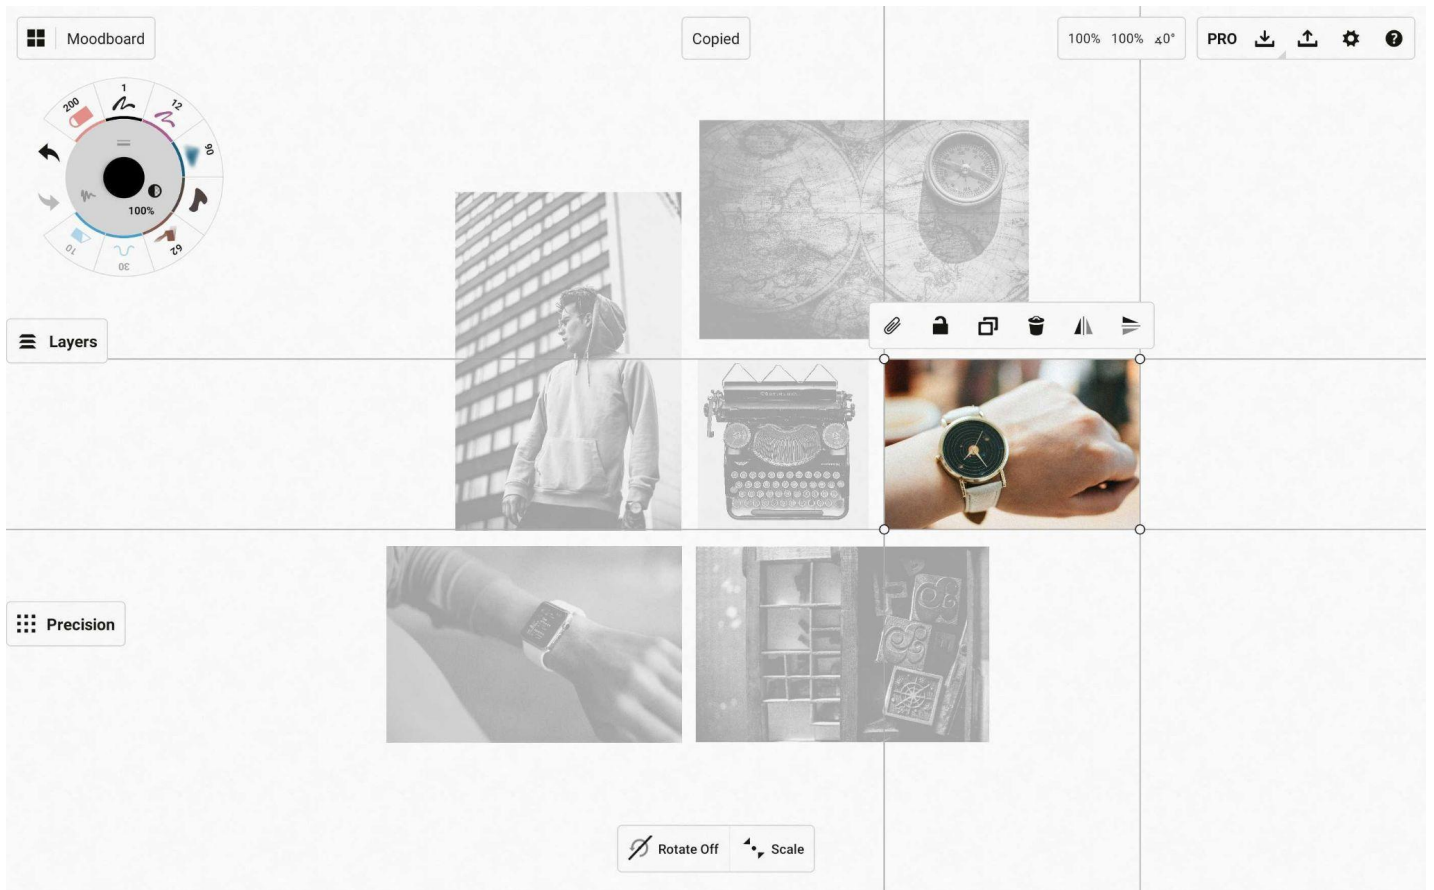 Moodboard
Copied
100% 100% ∡0°
PRO
200
1
12
90
100%
62
30
10
Layers
Precision
Rotate Off
Scale